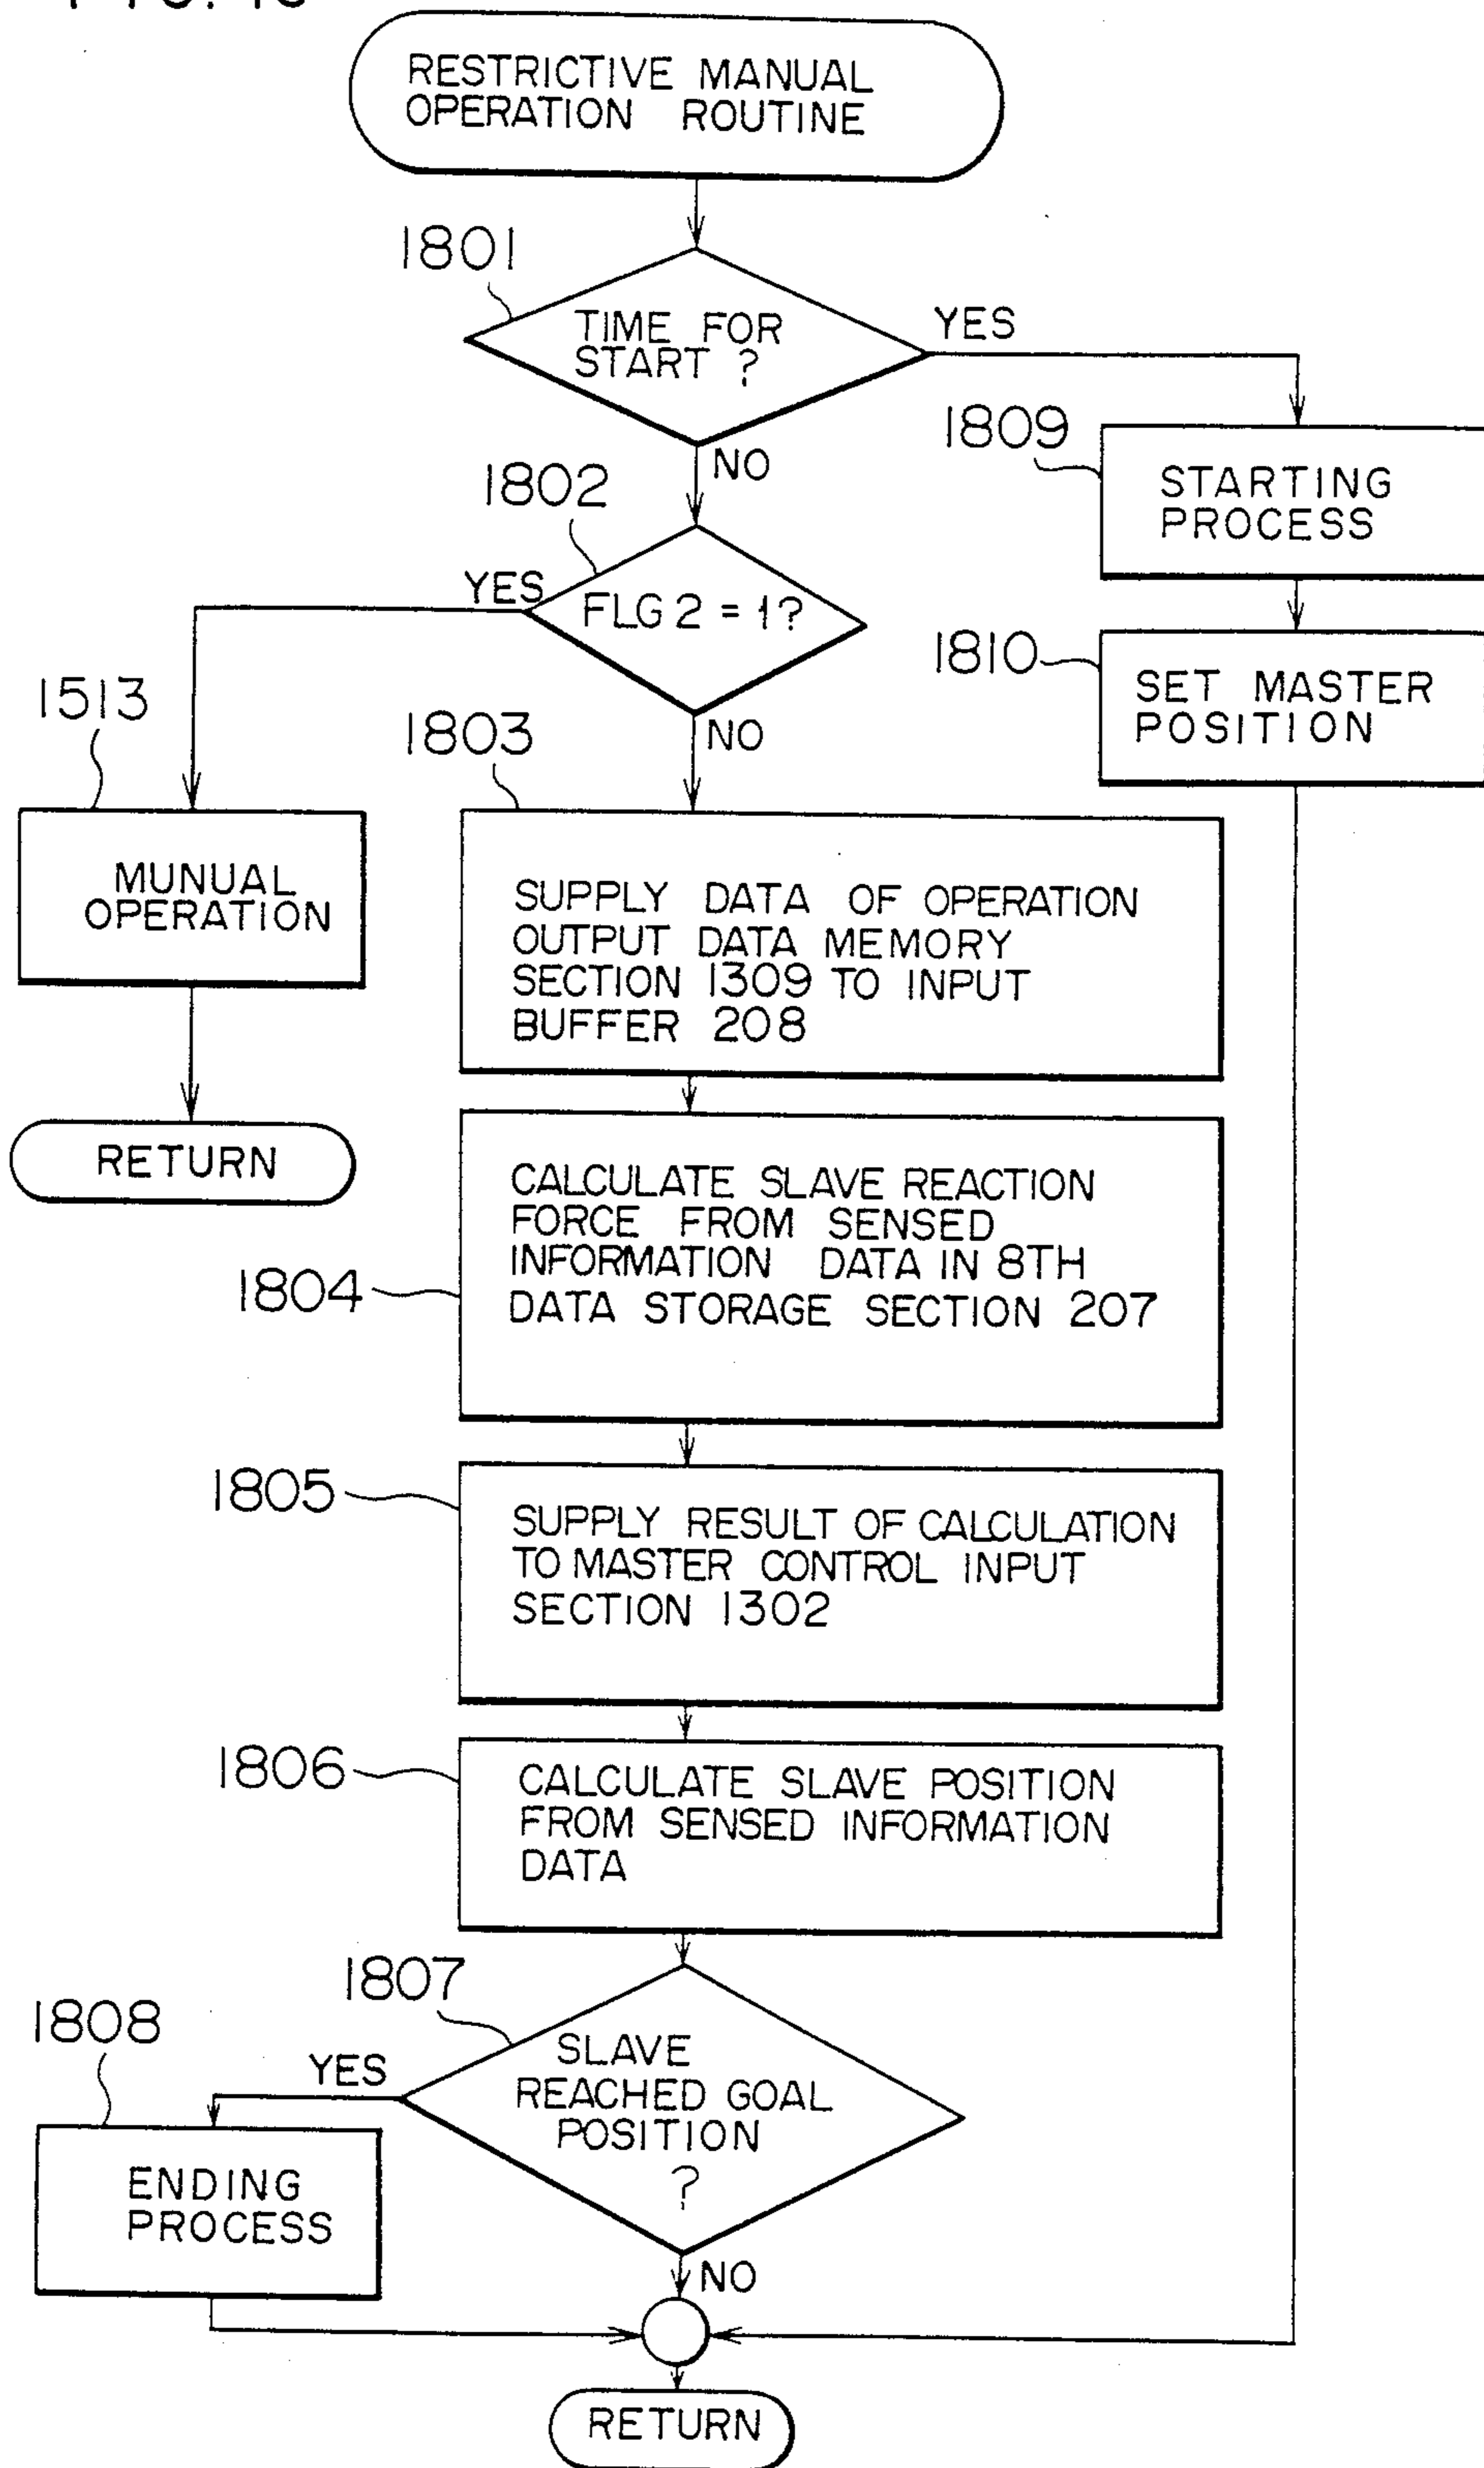 RESTRICTIVE MANUAL
OPERATION ROUTINE
1801
TIME FOR
START ?
YES
NO
1809
STARTING
PROCESS
1802
YES
FLG 2 = 1?
NO
1810
SET MASTER
POSITION
1513
MUNUAL
OPERATION
RETURN
1803
SUPPLY DATA OF OPERATION
OUTPUT DATA MEMORY
SECTION 1309 TO INPUT
BUFFER 208
1804
CALCULATE SLAVE REACTION
FORCE FROM SENSED
INFORMATION DATA IN 8TH
DATA STORAGE SECTION 207
1805
SUPPLY RESULT OF CALCULATION
TO MASTER CONTROL INPUT
SECTION 1302
1806
CALCULATE SLAVE POSITION
FROM SENSED INFORMATION
DATA
1807
SLAVE
REACHED GOAL
POSITION
?
YES
1808
ENDING
PROCESS
NO
RETURN